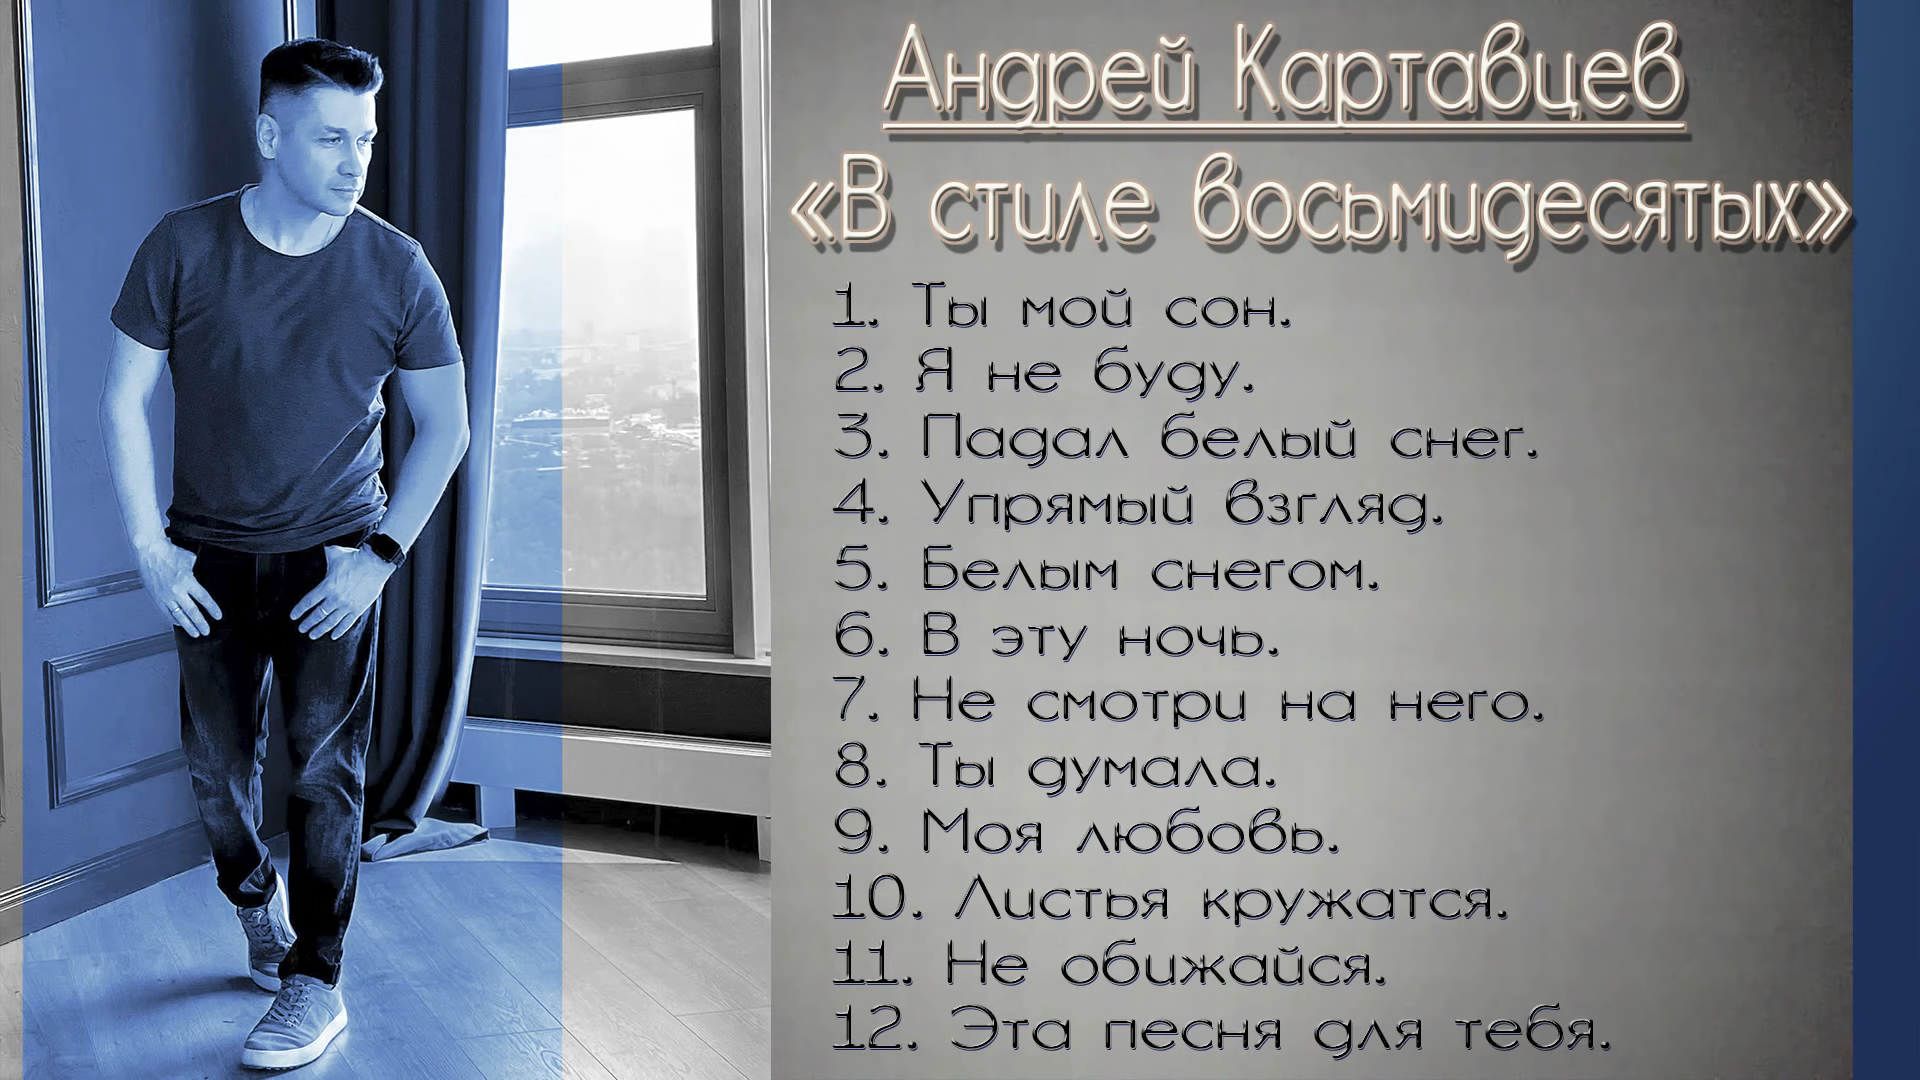 Андрей Картавцев
«В стиле восьмидесятых»
1. Ты мой сон.
2. Я не буду.
3. Падал белый снег.
4. Упрямый взгляд.
5. Белым снегом.
6. В эту ночь.
7. Не смотри на него.
8. Ты думала.
9. Моя любовь.
10. Листья кружатся.
11. Не обижайся.
12. Эта песня для тебя.